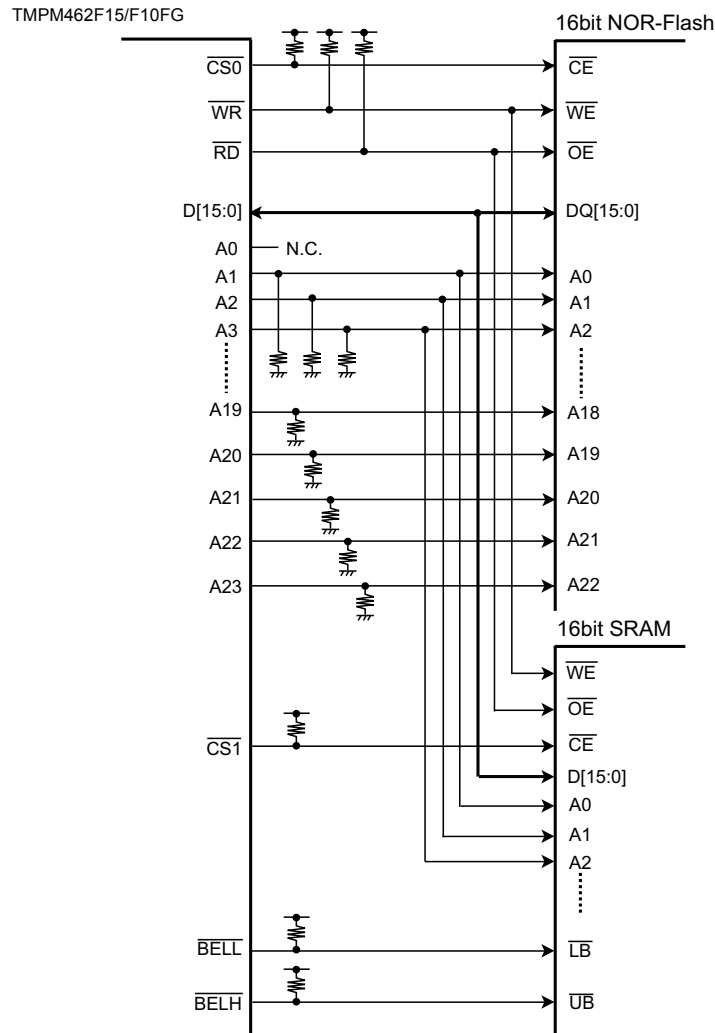 TMPM462F15/F10FG
16bit NOR-Flash
CS0 CE
WR WE
RD OE
D[15:0] DQ[15:0]
A0 N.C.
A1 A0
A2 A1
A3 A2
A19 A18
A20 A19
A21 A20
A22 A21
A23 A22
16bit SRAM
WE
OE
CS1 CE
D[15:0]
A0
A1
A2
BELL LB
BELH UB